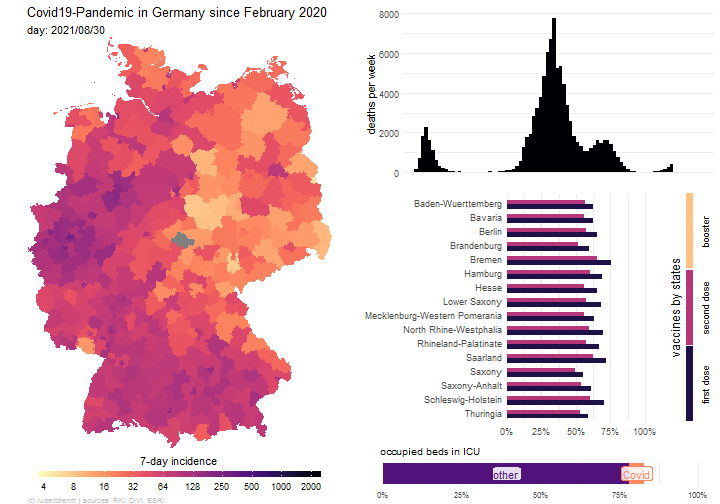 Covid19-Pandemic in Germany since February 2020
day: 2021/08/30
7-day incidence
4 8 16 32 64 128 250 500 1000 2000
(c) /u/zeitbrennt | sources: RKI, DIVI, ESRI
deaths per week
8000
6000
4000
2000
0
Baden-Wuerttemberg
Bavaria
Berlin
Brandenburg
Bremen
Hamburg
Hesse
Lower Saxony
Mecklenburg-Western Pomerania
North Rhine-Westphalia
Rhineland-Palatinate
Saarland
Saxony
Saxony-Anhalt
Schleswig-Holstein
Thuringia
0% 25% 50% 75% 100%
vaccines by states
booster
second dose
first dose
occupied beds in ICU
other
Covid
0% 25% 50% 75% 100%